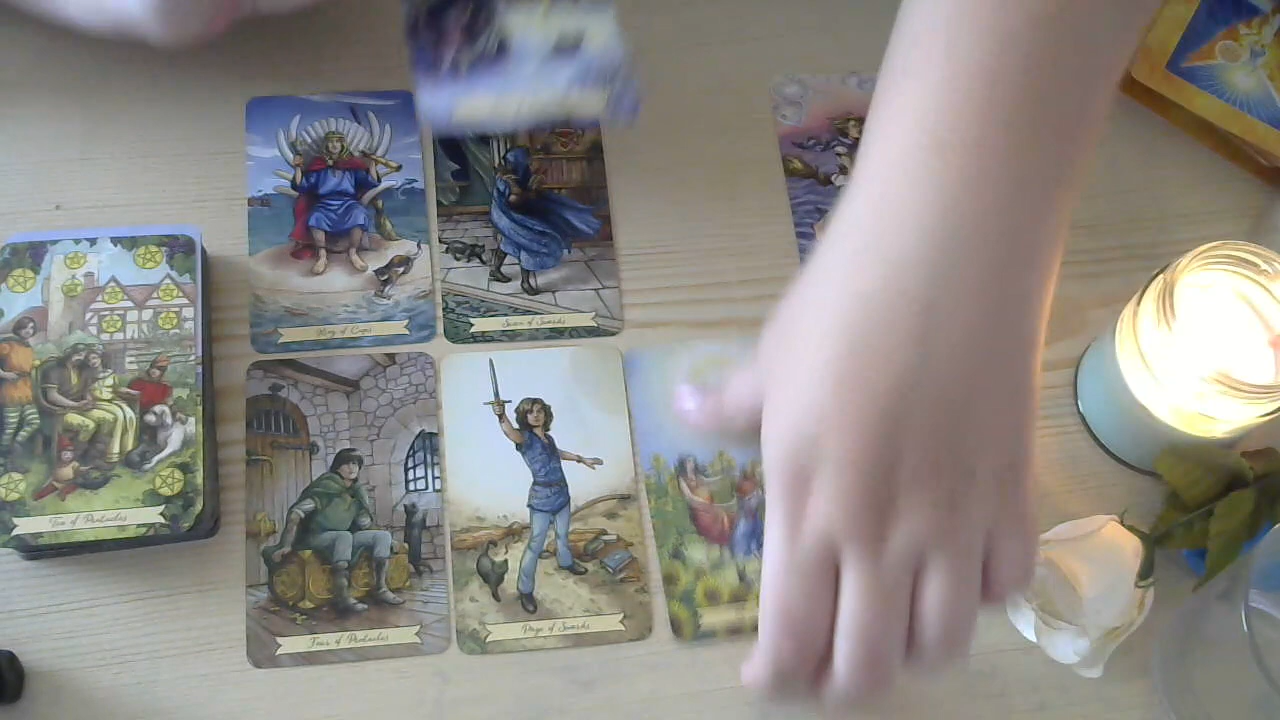 King of Cups
Seven of Swords
Ten of Pentacles
Four of Pentacles
Page of Swords